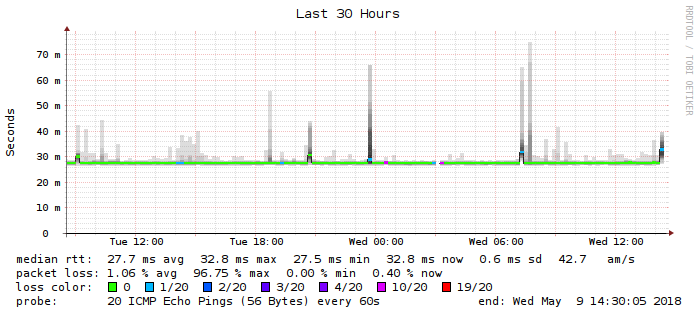 Last 30 Hours
RRDTOOL / TOBI OETIKER
Seconds
70 m
60 m
50 m
40 m
30 m
20 m
10 m
0
Tue 12:00 Tue 18:00 Wed 00:00 Wed 06:00 Wed 12:00
median rtt: 27.7 ms avg 32.8 ms max 27.5 ms min 32.8 ms now 0.6 ms sd 42.7 am/s
packet loss: 1.06 % avg 96.75 % max 0.00 % min 0.40 % now
loss color: 0 1/20 2/20 3/20 4/20 10/20 19/20
probe: 20 ICMP Echo Pings (56 Bytes) every 60s end: Wed May 9 14:30:05 2018